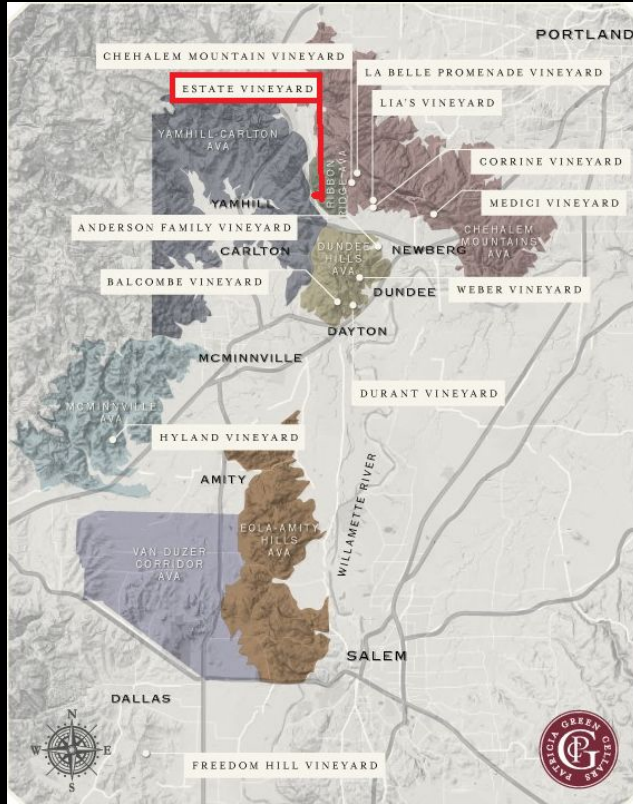 PORTLAND
CHEHALEM MOUNTAIN VINEYARD
LA BELLE PROMENADE VINEYARD
ESTATE VINEYARD
LIA'S VINEYARD
YAMHILL-CARLTON
AVA
CORRINE VINEYARD
RIBBON
RIDGE AVA
YAMHILL
MEDICI VINEYARD
ANDERSON FAMILY VINEYARD
CHEHALEM
MOUNTAINS
AVA
CARLTON
DUNDEE
HILLS
AVA
NEWBERG
BALCOMBE VINEYARD
DUNDEE
WEBER VINEYARD
DAYTON
MCMINNVILLE
DURANT VINEYARD
MCMINNVILLE
AVA
HYLAND VINEYARD
AMITY
WILLAMETTE RIVER
EOLA-AMITY
HILLS
AVA
VAN DUZER
CORRIDOR
AVA
SALEM
DALLAS
N
W E
S
FREEDOM HILL VINEYARD
PATRICIA GREEN CELLARS
PG